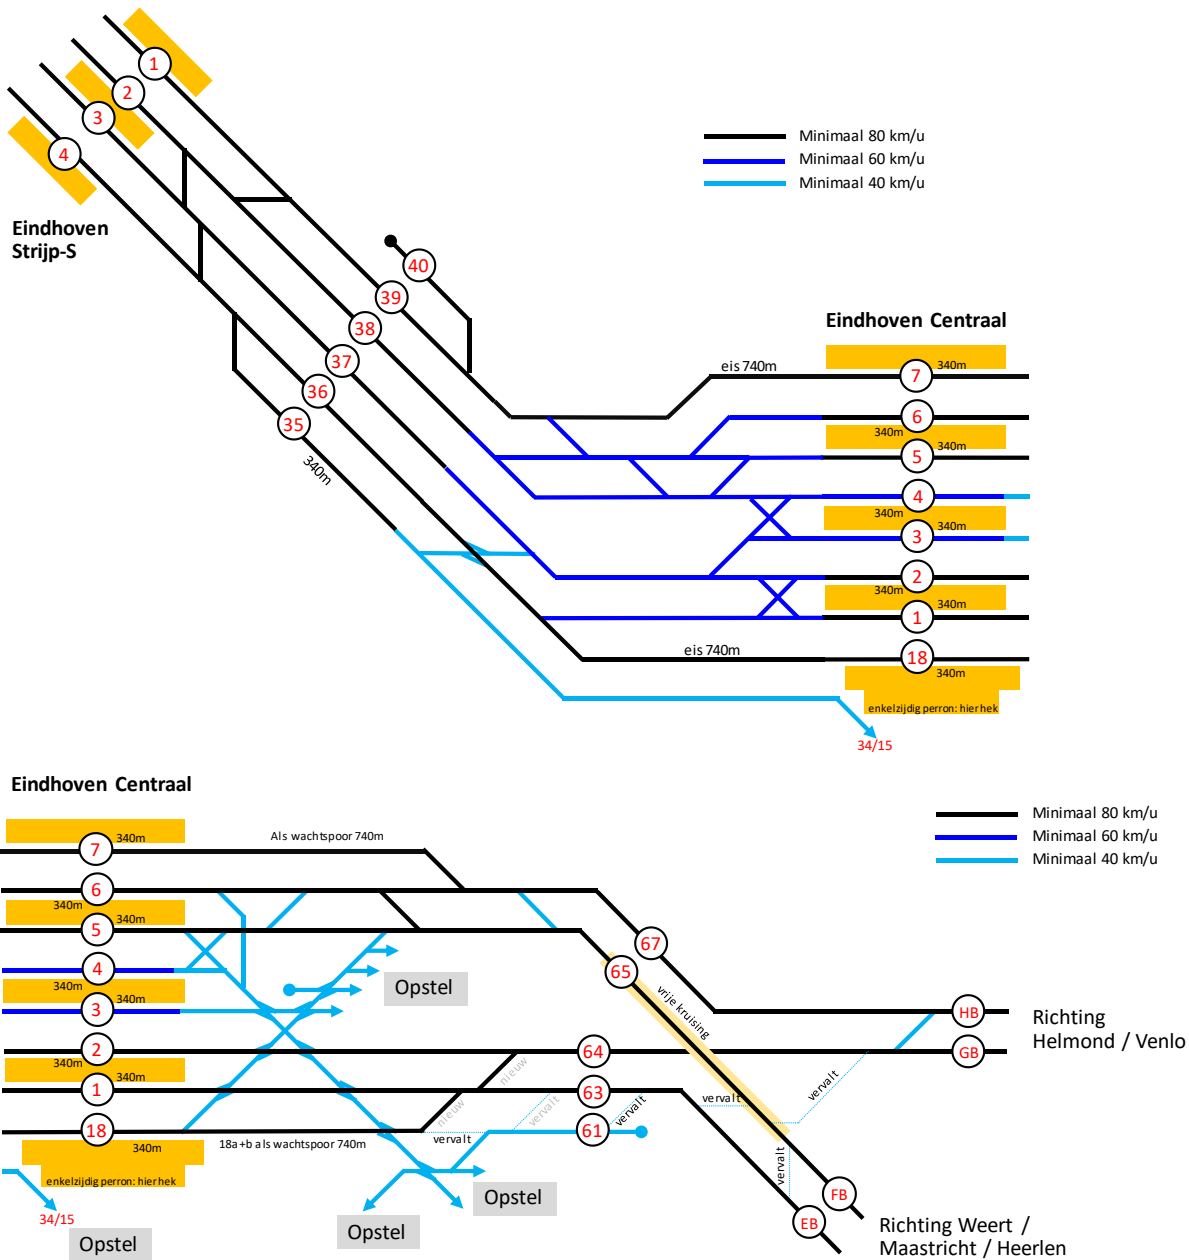 1
2
3
4
Eindhoven
Strijp-S
Minimaal 80 km/u
Minimaal 60 km/u
Minimaal 40 km/u
40
39
38
37
36
35
340m
Eindhoven Centraal
eis 740m
7
340m
6
340m
340m
5
4
340m
340m
3
2
340m
340m
1
eis 740m
18
340m
enkelzijdig perron: hier hek
34/15
Eindhoven Centraal
Minimaal 80 km/u
Minimaal 60 km/u
Minimaal 40 km/u
7
340m
Als wachtspoor 740m
6
340m
340m
5
4
340m
340m
3
2
340m
340m
1
18
340m
18a+b als wachtspoor 740m
enkelzijdig perron: hier hek
34/15
Opstel
Opstel
Opstel
Opstel
nieuw
nieuw
vervalt
vervalt
vervalt
64
63
61
67
65
vrije kruising
vervalt
vervalt
vervalt
HB
GB
FB
EB
Richting
Helmond / Venlo
Richting Weert /
Maastricht / Heerlen